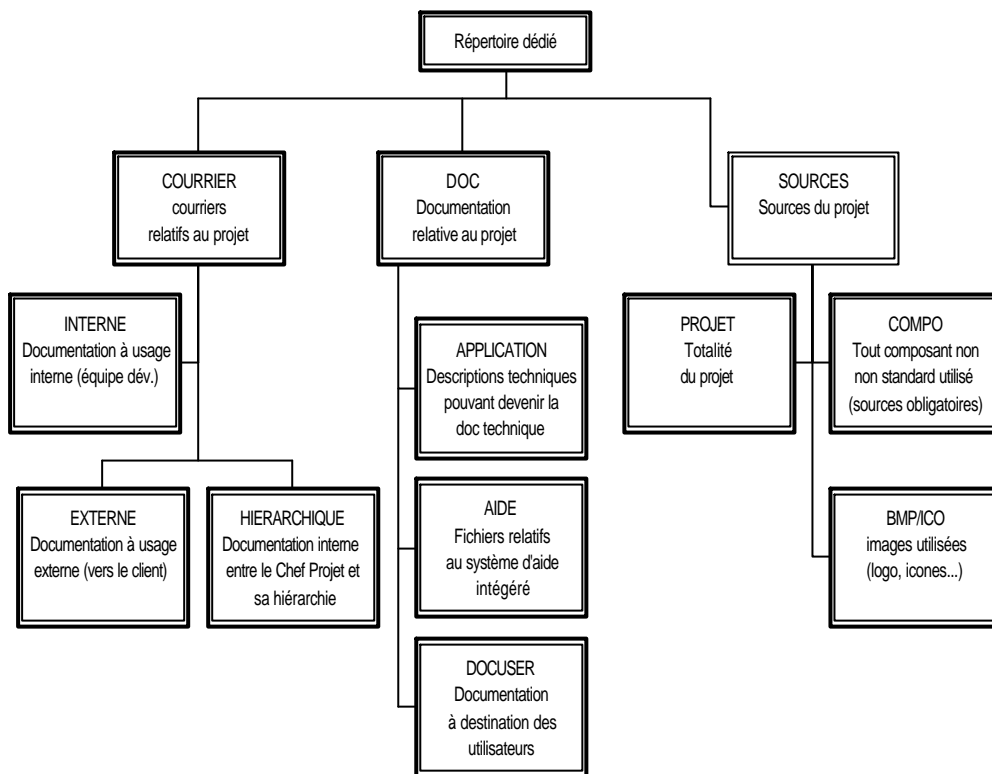 Répertoire dédié
COURRIER
courriers
relatifs au projet
DOC
Documentation
relative au projet
SOURCES
Sources du projet
INTERNE
Documentation à usage
interne (équipe dév.)
EXTERNE
Documentation à usage
externe (vers le client)
HIERARCHIQUE
Documentation interne
entre le Chef Projet et
sa hiérarchie
APPLICATION
Descriptions techniques
pouvant devenir la
doc technique
AIDE
Fichiers relatifs
au système d'aide
intégéré
DOCUSER
Documentation
à destination des
utilisateurs
PROJET
Totalité
du projet
COMPO
Tout composant non
non standard utilisé
(sources obligatoires)
BMP/ICO
images utilisées
(logo, icones...)